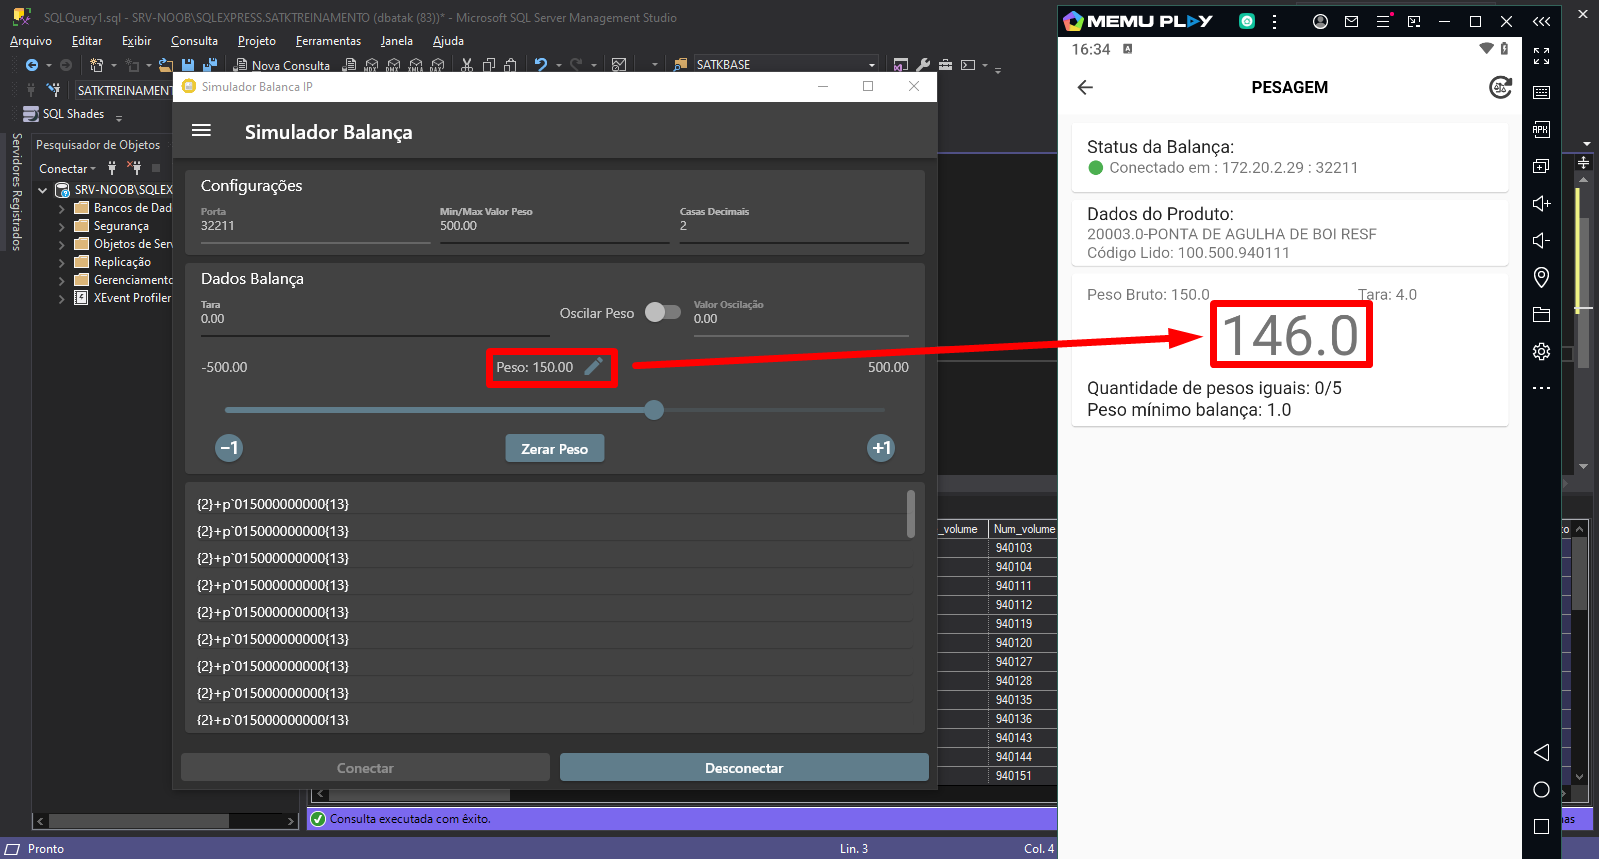 SQLQuery1.sql - SRV-NOOB\SQLEXPRESS.SATKTREINAMENTO (dbatak (83))* - Microsoft SQL Server Management Studio
Arquivo Editar Exibir Consulta Projeto Ferramentas Janela Ajuda
Nova Consulta MDX DMX XMLA DAX SATKBASE
SATKTREINAMENT
SQL Shades
Servidores Registrados
Pesquisador de Objetos
Conectar
SRV-NOOB\SQLEX
Bancos de Dad
Segurança
Objetos de Serv
Replicação
Gerenciamento
XEvent Profiler
Simulador Balanca IP
Simulador Balança
Configurações
Porta Min/Max Valor Peso Casas Decimais
32211 500.00 2
Dados Balança
Tara Oscilar Peso Valor Oscilação
0.00 0.00
-500.00 Peso: 150.00 500.00
−1 Zerar Peso +1
{2}+p`015000000000{13}
{2}+p`015000000000{13}
{2}+p`015000000000{13}
{2}+p`015000000000{13}
{2}+p`015000000000{13}
{2}+p`015000000000{13}
{2}+p`015000000000{13}
{2}+p`015000000000{13}
{2}+p`015000000000{13}
Conectar Desconectar
_volume Num_volume
940103
940104
940111
940112
940119
940120
940127
940128
940135
940136
940143
940144
940151
Consulta executada com êxito.
Pronto Lin. 3 Col. 4
MEMU PLAY
16:34 A
PESAGEM
Status da Balança:
Conectado em : 172.20.2.29 : 32211
Dados do Produto:
20003.0-PONTA DE AGULHA DE BOI RESF
Código Lido: 100.500.940111
Peso Bruto: 150.0 Tara: 4.0
146.0
Quantidade de pesos iguais: 0/5
Peso mínimo balança: 1.0
APK
to
nas